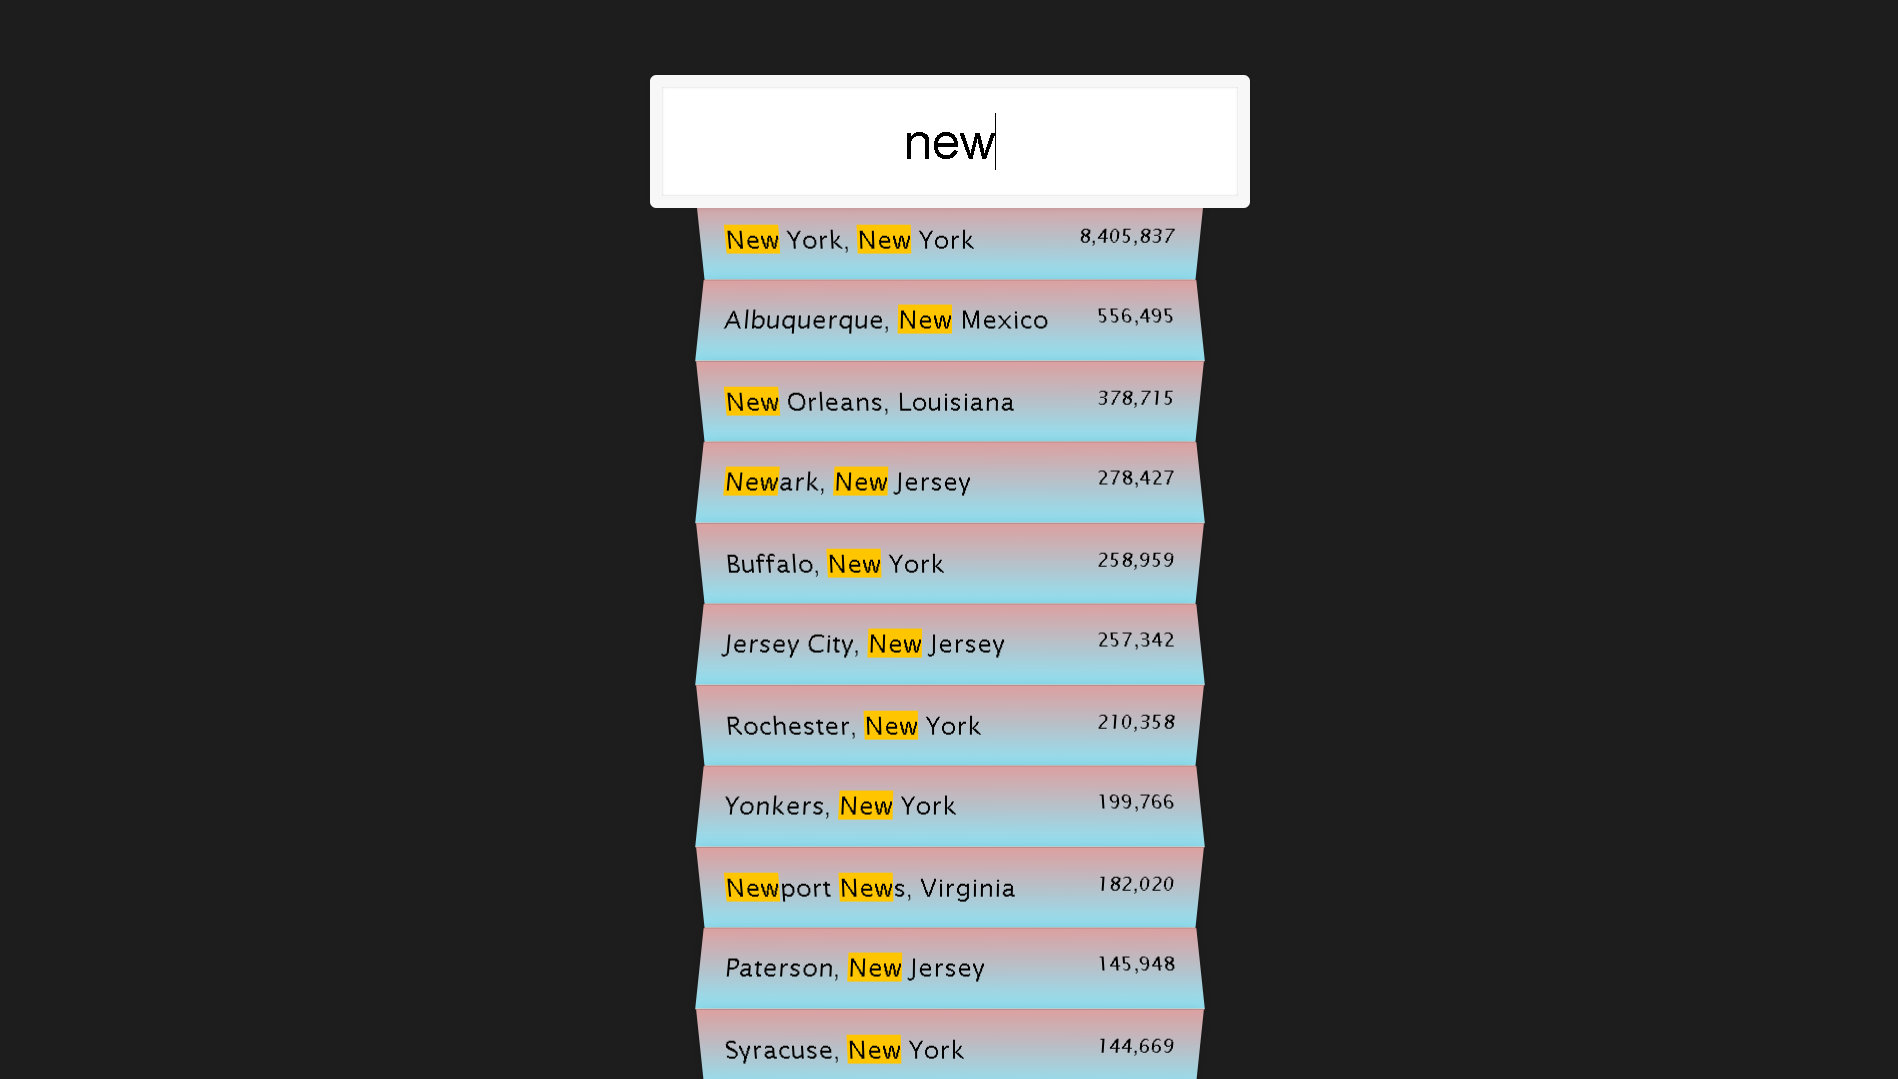 new
New York, New York 8,405,837
Albuquerque, New Mexico 556,495
New Orleans, Louisiana 378,715
Newark, New Jersey 278,427
Buffalo, New York 258,959
Jersey City, New Jersey 257,342
Rochester, New York 210,358
Yonkers, New York 199,766
Newport News, Virginia 182,020
Paterson, New Jersey 145,948
Syracuse, New York 144,669